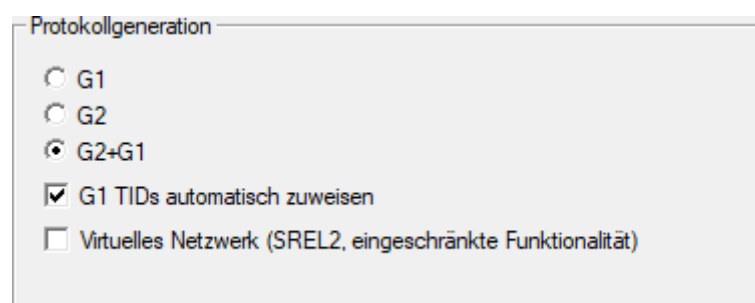 Protokollgeneration
G1
G2
G2+G1
G1 TIDs automatisch zuweisen
Virtuelles Netzwerk (SREL2, eingeschränkte Funktionalität)